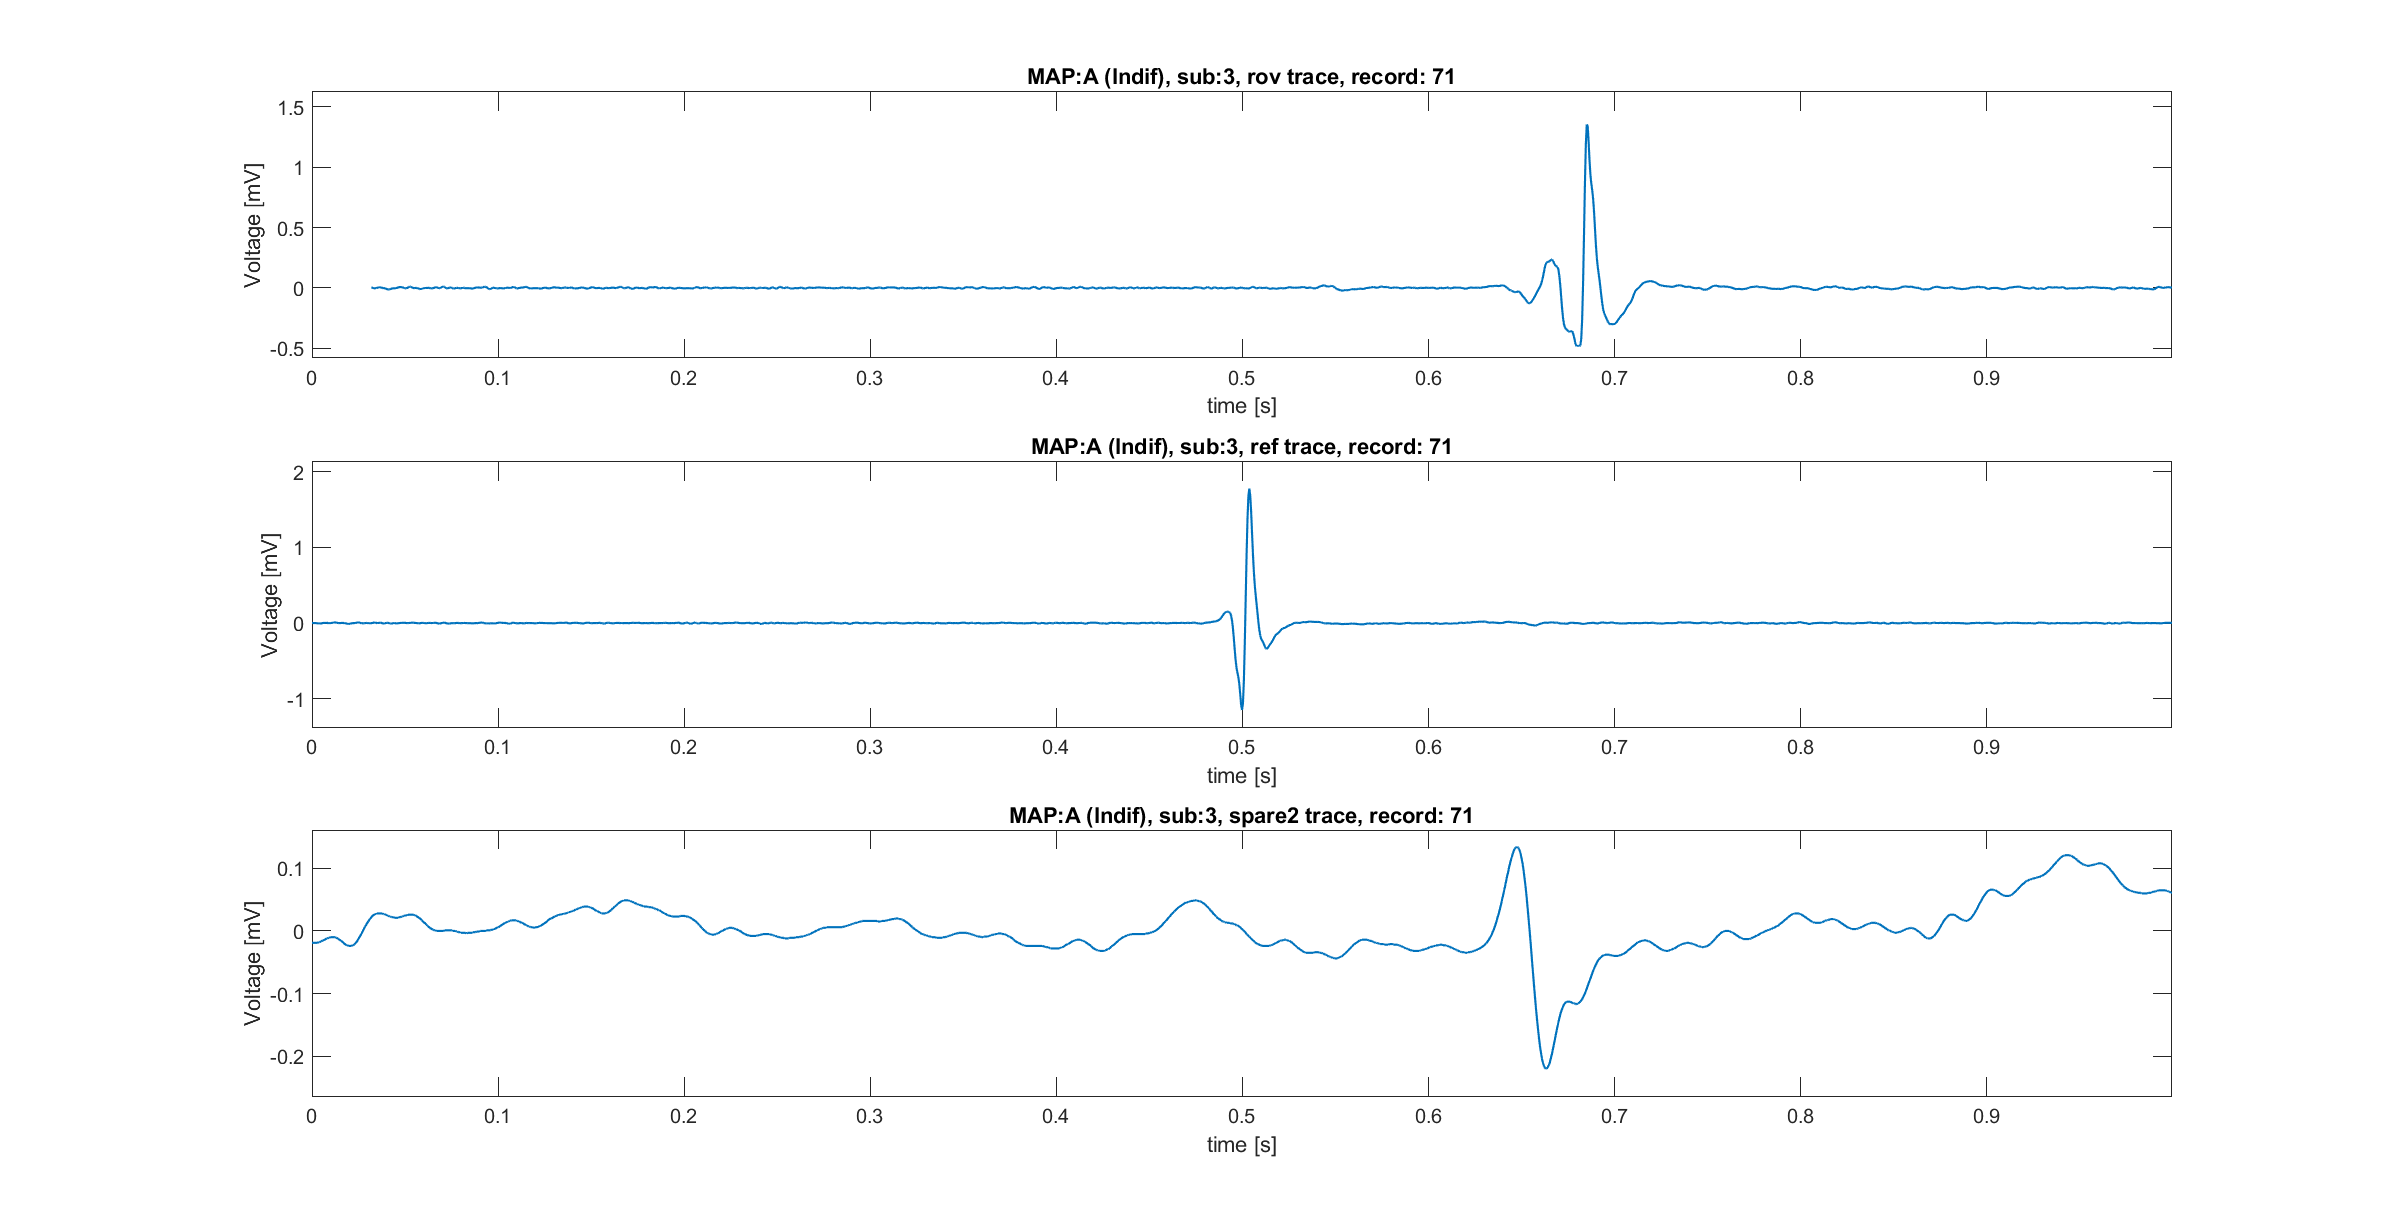 MAP:A (Indif), sub:3, rov trace, record: 71
1.5
1
0.5
0
-0.5
Voltage [mV]
0 0.1 0.2 0.3 0.4 0.5 0.6 0.7 0.8 0.9
time [s]
MAP:A (Indif), sub:3, ref trace, record: 71
2
1
0
-1
Voltage [mV]
0 0.1 0.2 0.3 0.4 0.5 0.6 0.7 0.8 0.9
time [s]
MAP:A (Indif), sub:3, spare2 trace, record: 71
0.1
0
-0.1
-0.2
Voltage [mV]
0 0.1 0.2 0.3 0.4 0.5 0.6 0.7 0.8 0.9
time [s]